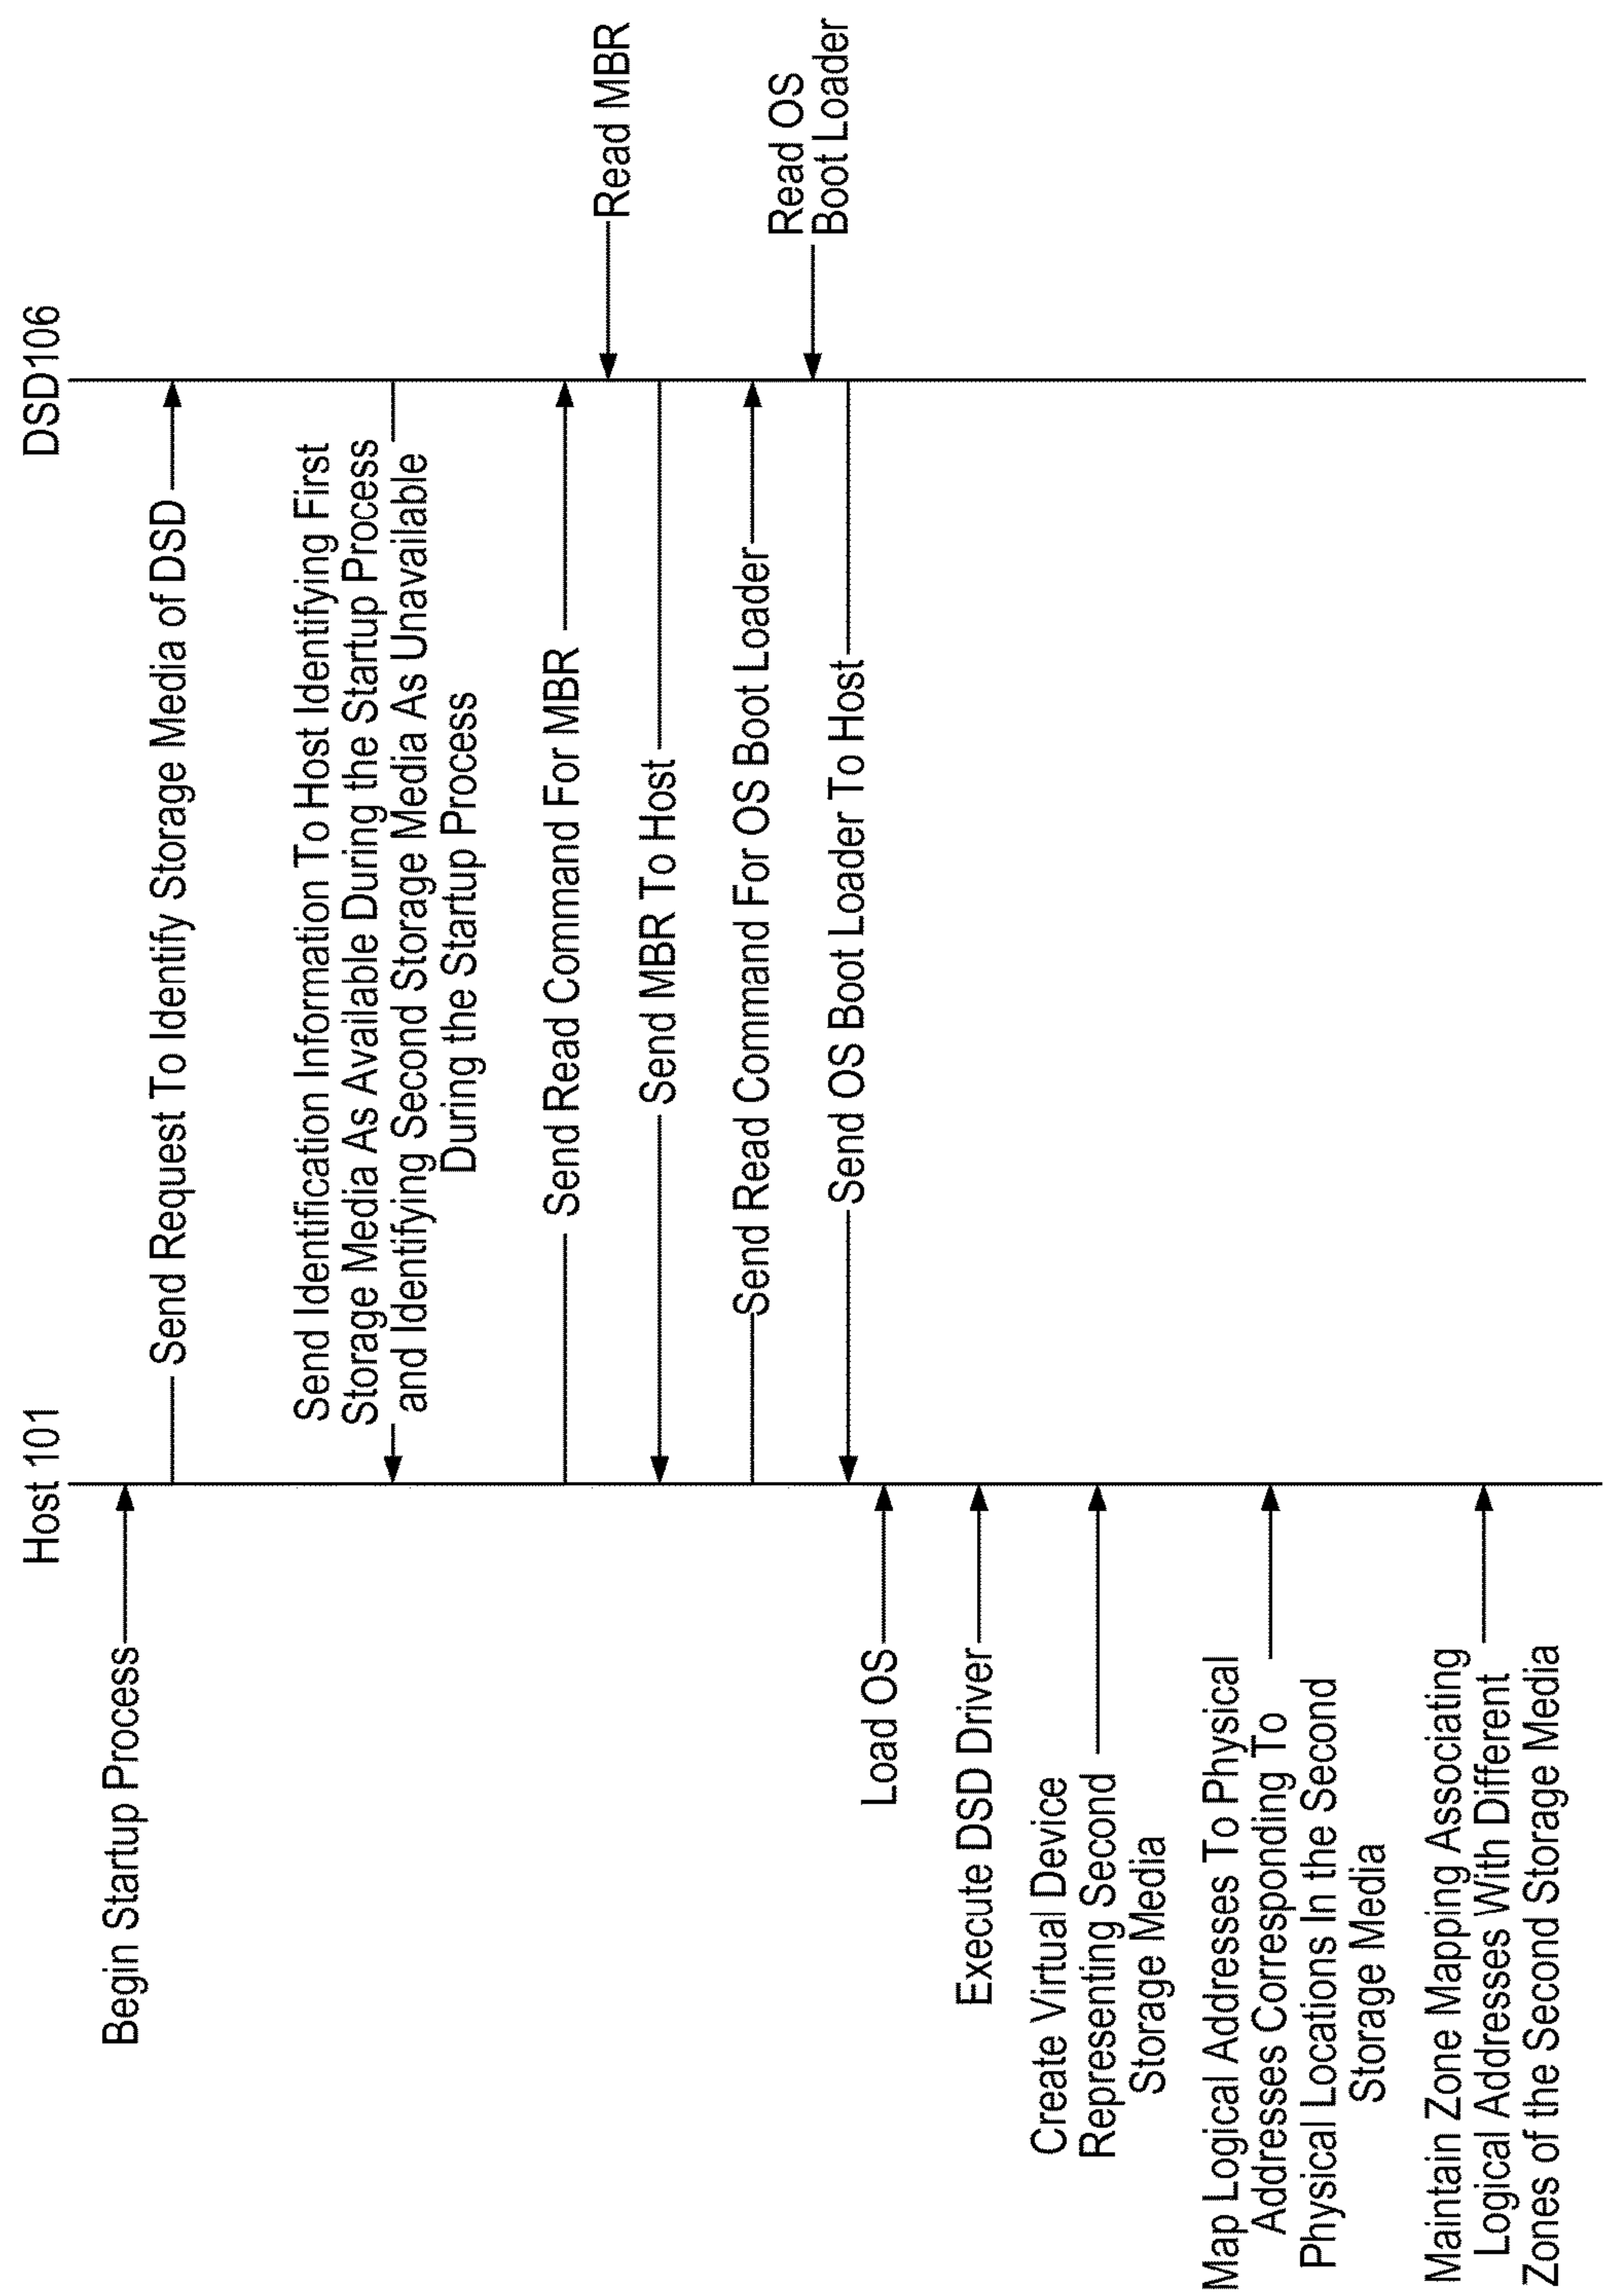 Host 101
DSD106
Begin Startup Process
Send Request To Identify Storage Media of DSD
Send Identification Information To Host Identifying First
Storage Media As Available During the Startup Process
and Identifying Second Storage Media As Unavailable
During the Startup Process
Send Read Command For MBR
Read MBR
Send MBR To Host
Send Read Command For OS Boot Loader
Read OS
Boot Loader
Send OS Boot Loader To Host
Load OS
Execute DSD Driver
Create Virtual Device
Representing Second
Storage Media
Map Logical Addresses To Physical
Addresses Corresponding To
Physical Locations In the Second
Storage Media
Maintain Zone Mapping Associating
Logical Addresses With Different
Zones of the Second Storage Media